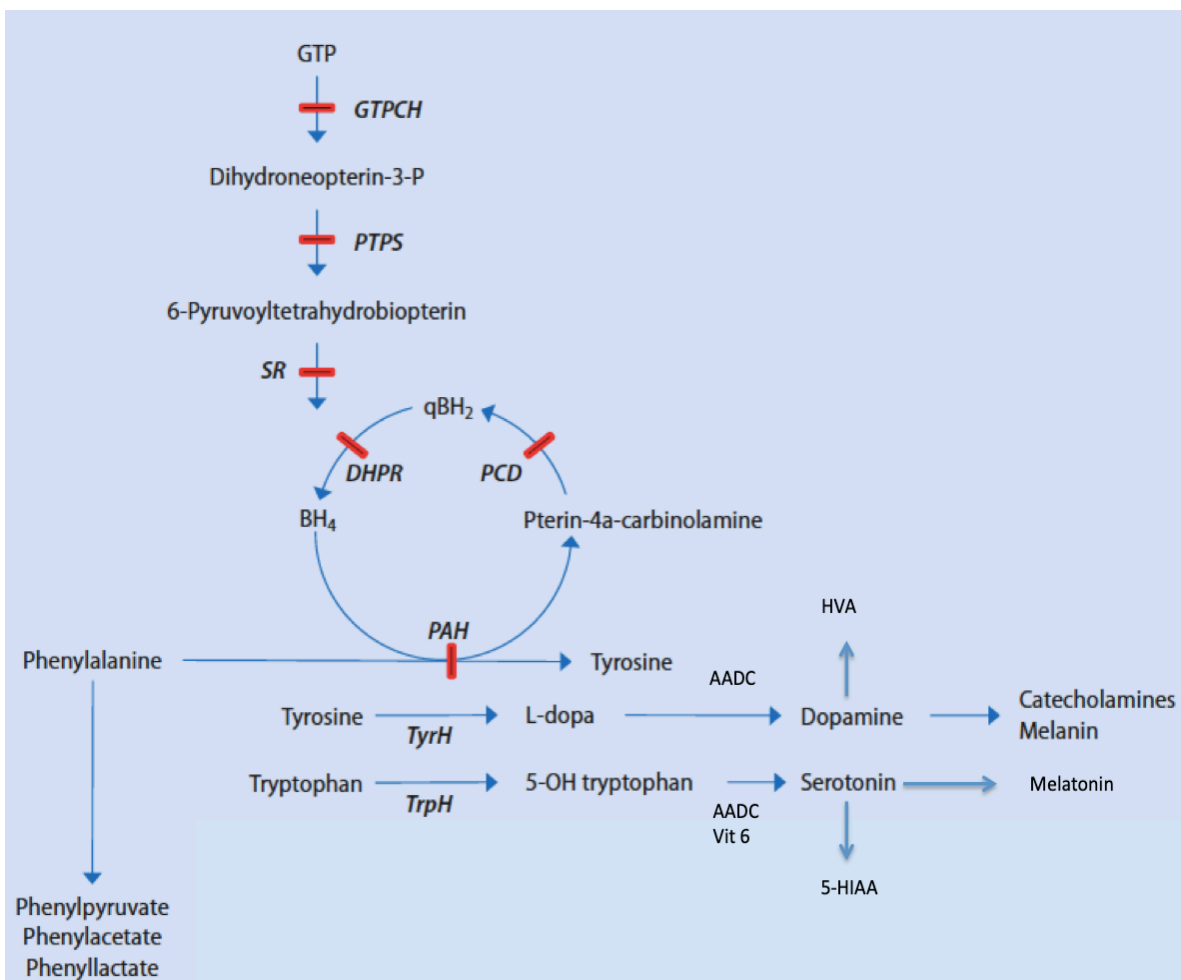 GTP
GTPCH
Dihydroneopterin-3-P
PTPS
6-Pyruvoyltetrahydrobiopterin
SR
qBH₂
DHPR PCD
BH₄ Pterin-4a-carbinolamine
HVA
PAH
Phenylalanine Tyrosine
AADC
Tyrosine L-dopa Dopamine Catecholamines
TyrH Melanin
Tryptophan 5-OH tryptophan Serotonin Melatonin
TrpH AADC
Vit 6
5-HIAA
Phenylpyruvate
Phenylacetate
Phenyllactate